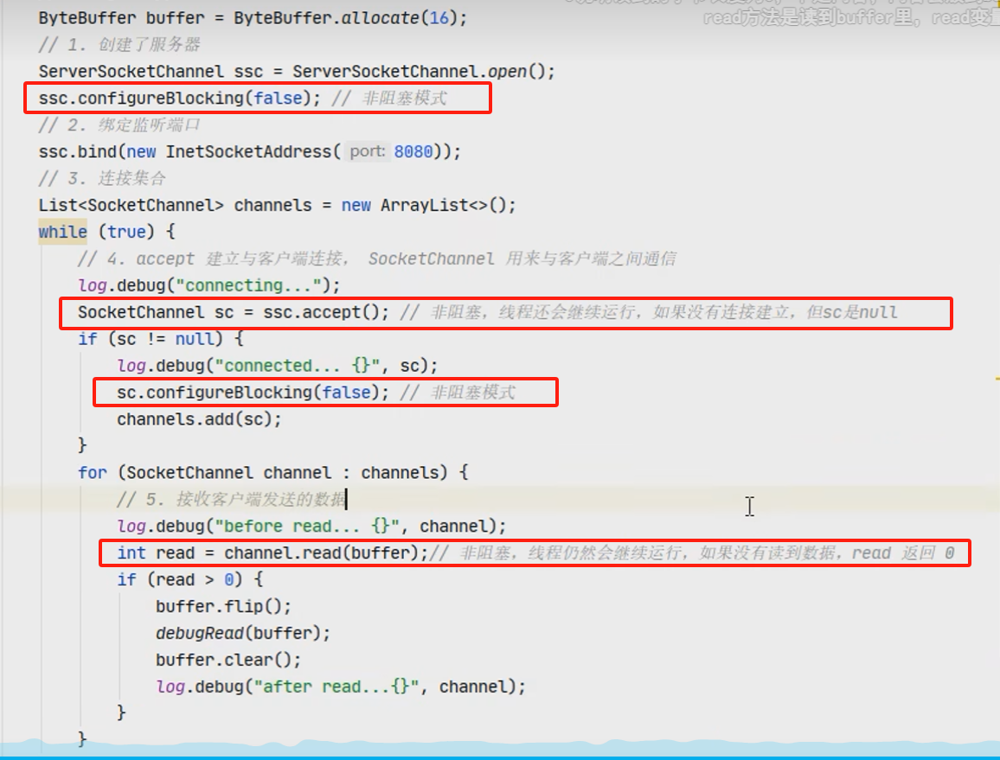 read方法是读到buffer里，read变
ByteBuffer buffer = ByteBuffer.allocate(16);
// 1. 创建了服务器
ServerSocketChannel ssc = ServerSocketChannel.open();
ssc.configureBlocking(false); // 非阻塞模式
// 2. 绑定监听端口
ssc.bind(new InetSocketAddress( port: 8080));
// 3. 连接集合
List<SocketChannel> channels = new ArrayList<>();
while (true) {
// 4. accept 建立与客户端连接， SocketChannel 用来与客户端之间通信
log.debug("connecting...");
SocketChannel sc = ssc.accept(); // 非阻塞，线程还会继续运行，如果没有连接建立，但sc是null
if (sc != null) {
log.debug("connected... {}", sc);
sc.configureBlocking(false); // 非阻塞模式
channels.add(sc);
}
for (SocketChannel channel : channels) {
// 5. 接收客户端发送的数据
log.debug("before read... {}", channel);
int read = channel.read(buffer);// 非阻塞，线程仍然会继续运行，如果没有读到数据，read 返回 0
if (read > 0) {
buffer.flip();
debugRead(buffer);
buffer.clear();
log.debug("after read...{}", channel);
}
}